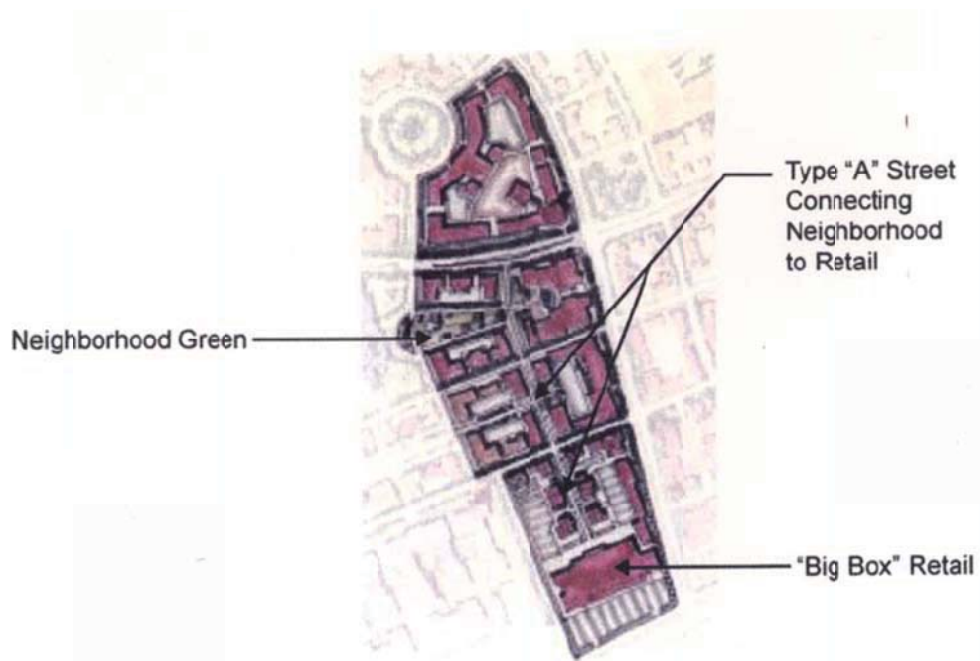 Type “A” Street
Connecting
Neighborhood
to Retail
Neighborhood Green
“Big Box” Retail